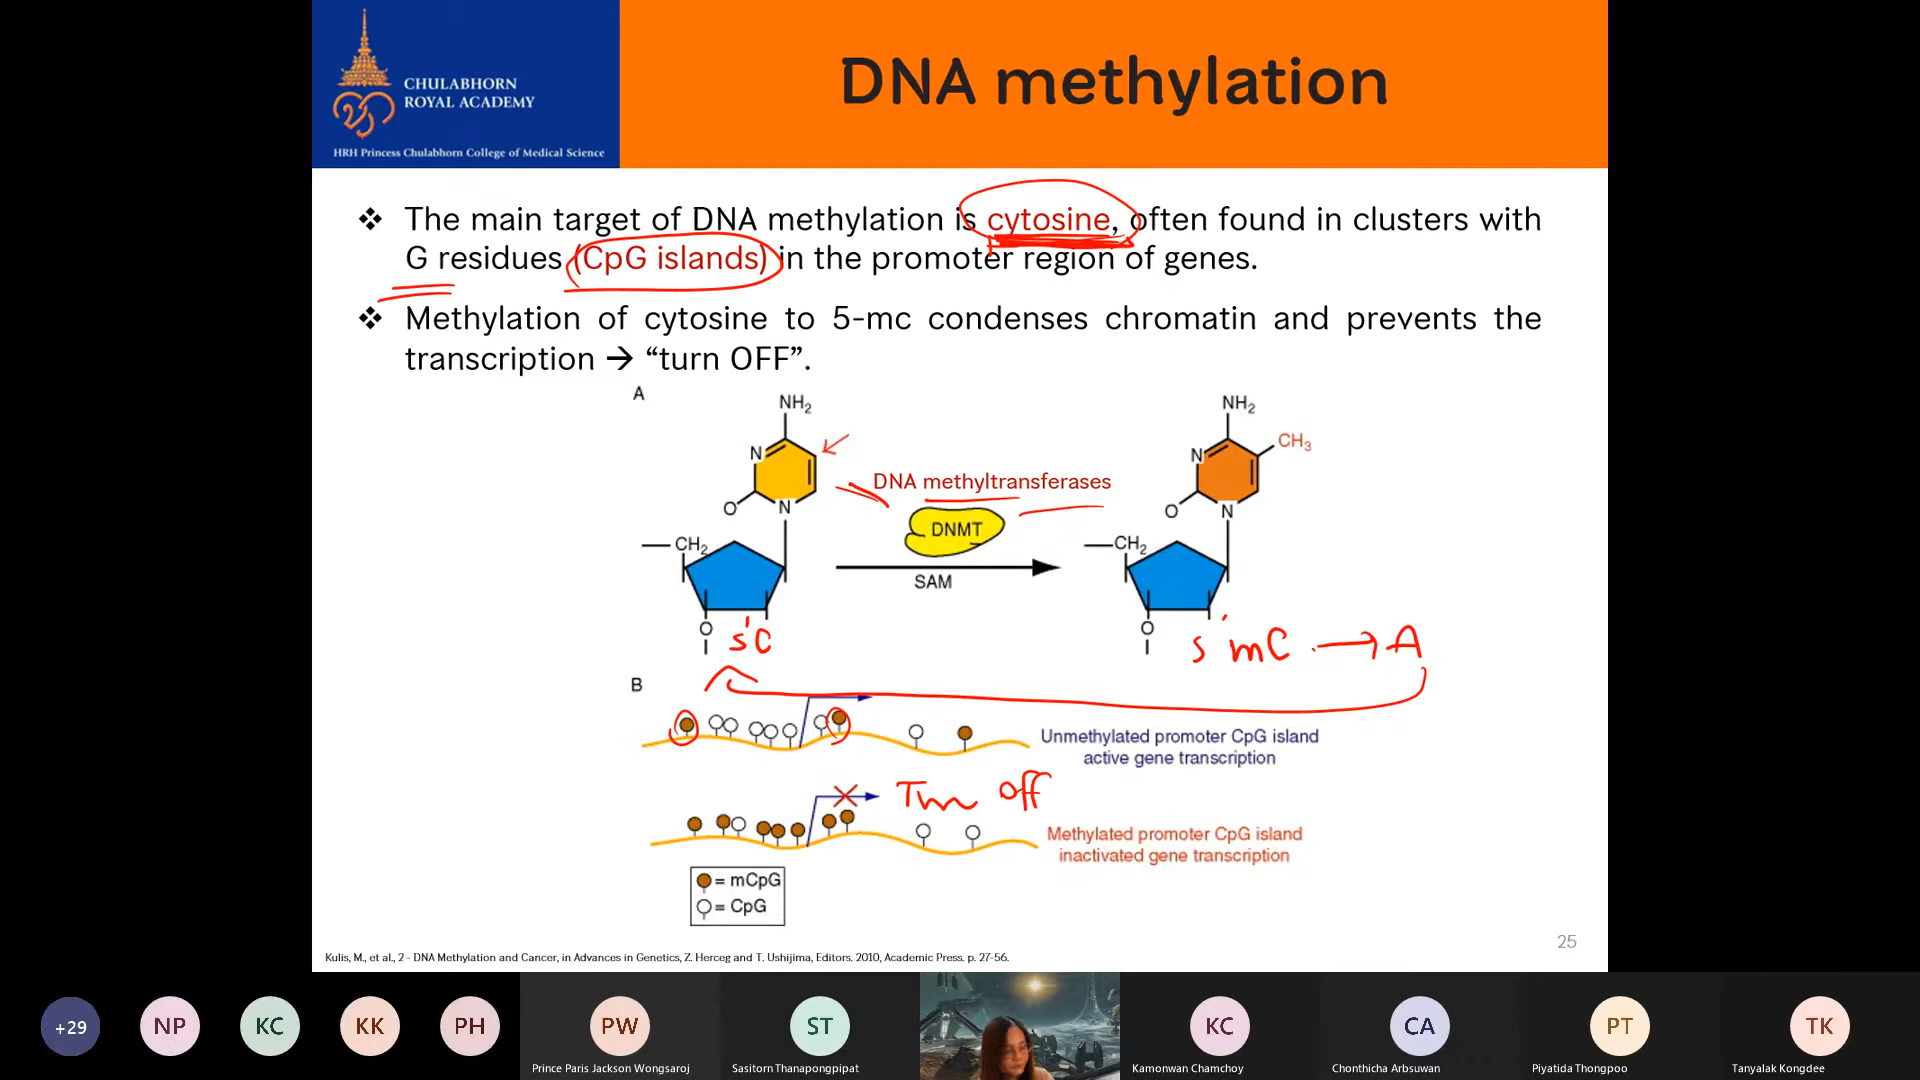 CHULABHORN
ROYAL ACADEMY
HRH Princess Chulabhorn College of Medical Science
DNA methylation
❖ The main target of DNA methylation is cytosine, often found in clusters with
G residues (CpG islands) in the promoter region of genes.
❖ Methylation of cytosine to 5-mc condenses chromatin and prevents the
transcription → “turn OFF”.
A
NH2
NH2
N
N
CH3
DNA methyltransferases
O
N
O
N
DNMT
CH2
CH2
SAM
O
O
5'C
5'mC → A
B
Unmethylated promoter CpG island
active gene transcription
Turn Off
Methylated promoter CpG island
inactivated gene transcription
= mCpG
= CpG
25
Kulis, M., et al., 2 - DNA Methylation and Cancer, in Advances in Genetics, Z. Herceg and T. Ushijima, Editors. 2010, Academic Press. p. 27-56.
+29
NP
KC
KK
PH
PW
ST
KC
CA
PT
TK
Prince Paris Jackson Wongsaroj
Sasitorn Thanapongpipat
Kamonwan Chamchoy
Chonthicha Arbsuwan
Piyatida Thongpoo
Tanyalak Kongdee